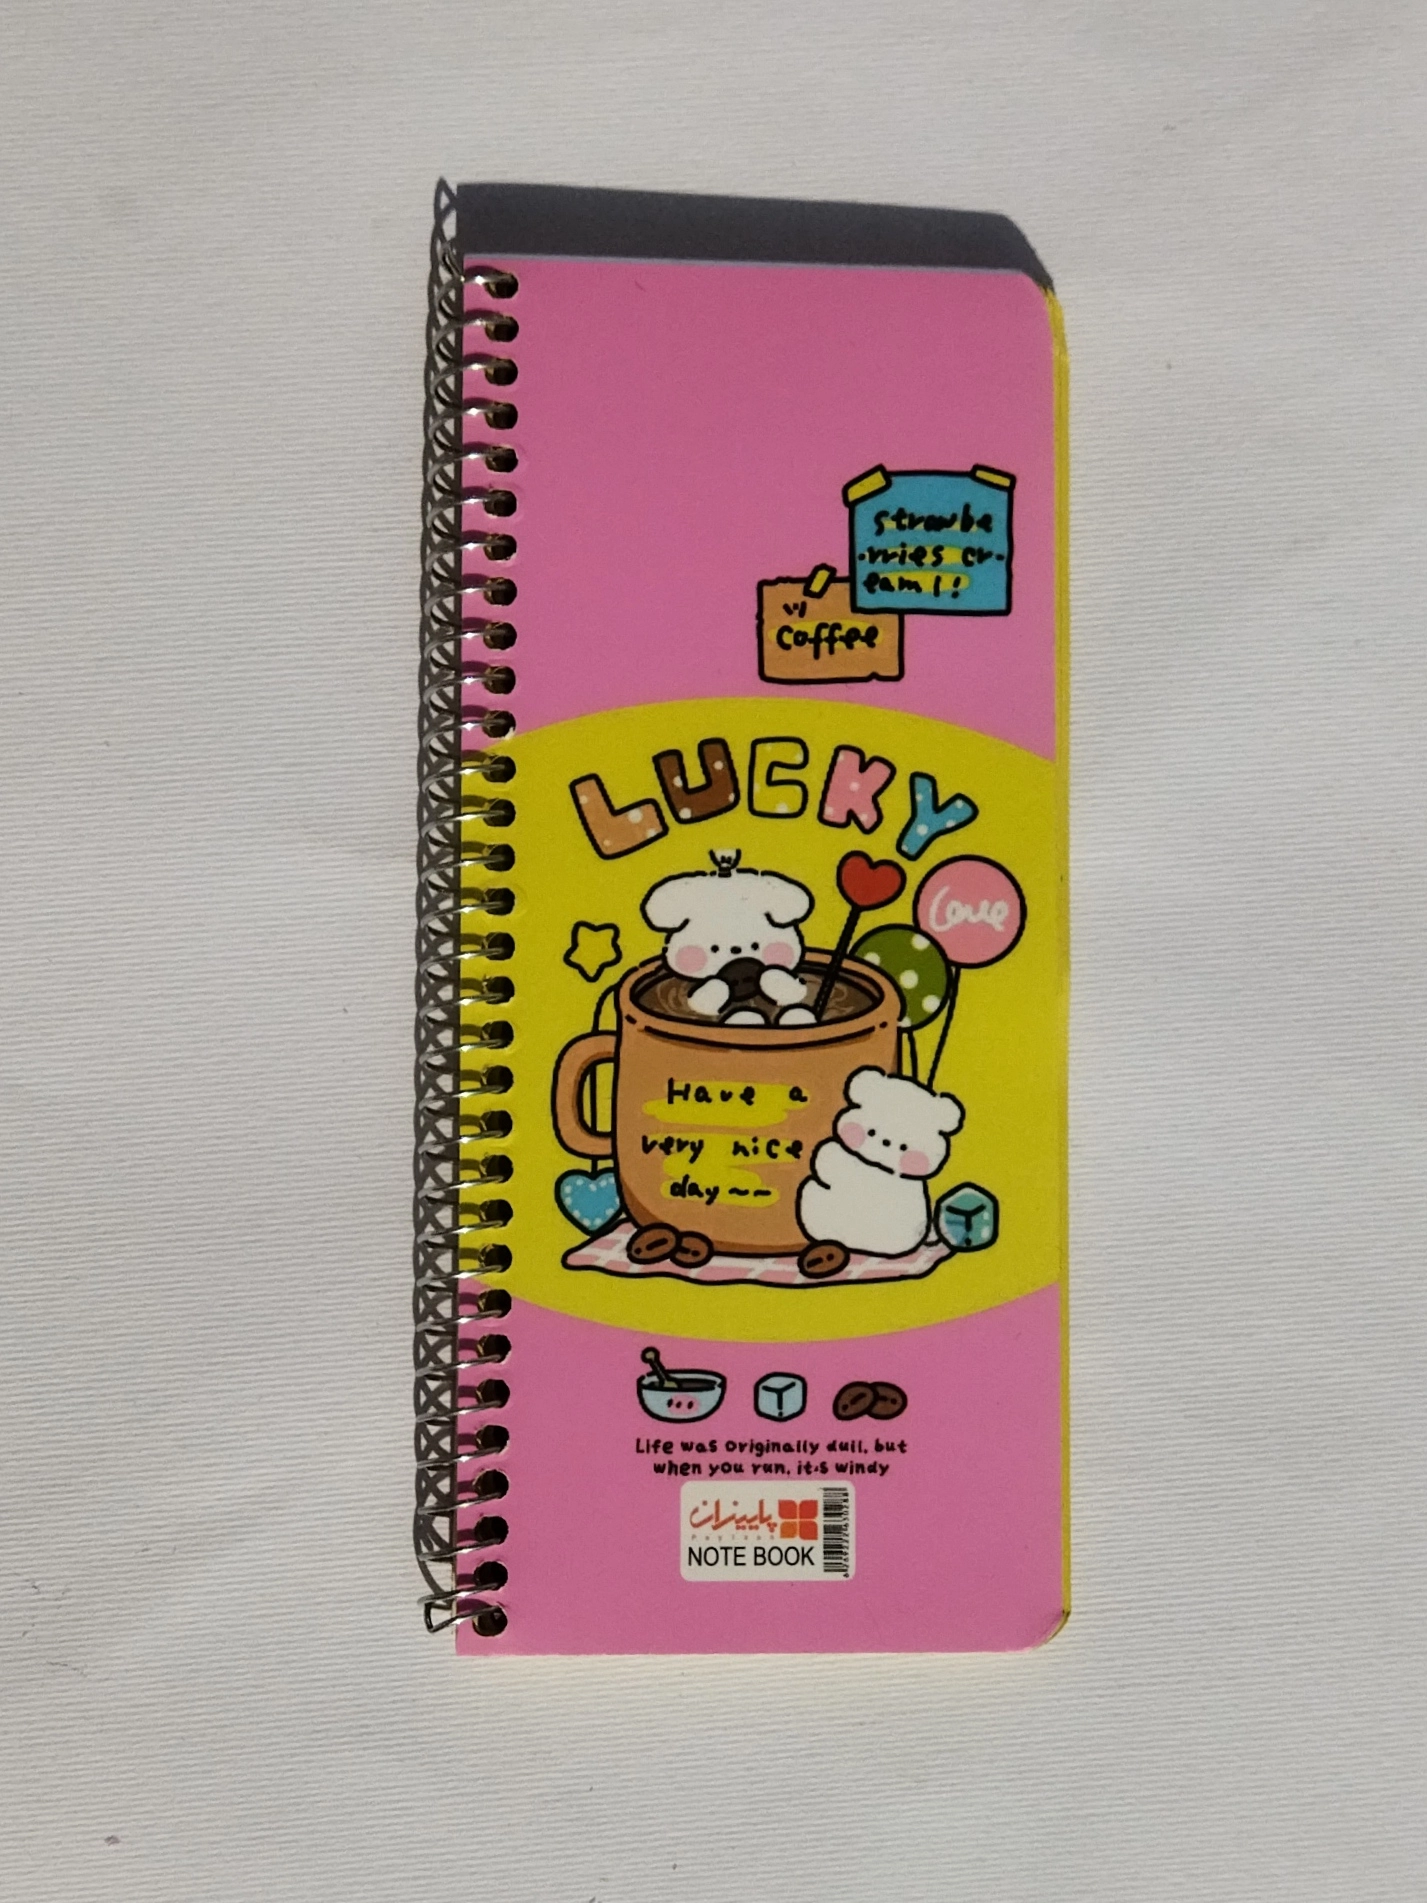 strawbe
-rries cr-
eam!!
coffee
LUCKY
Love
Have a
very nice
day~~
Life was originally dull, but
when you run, it's windy
پاییزان
NOTE BOOK